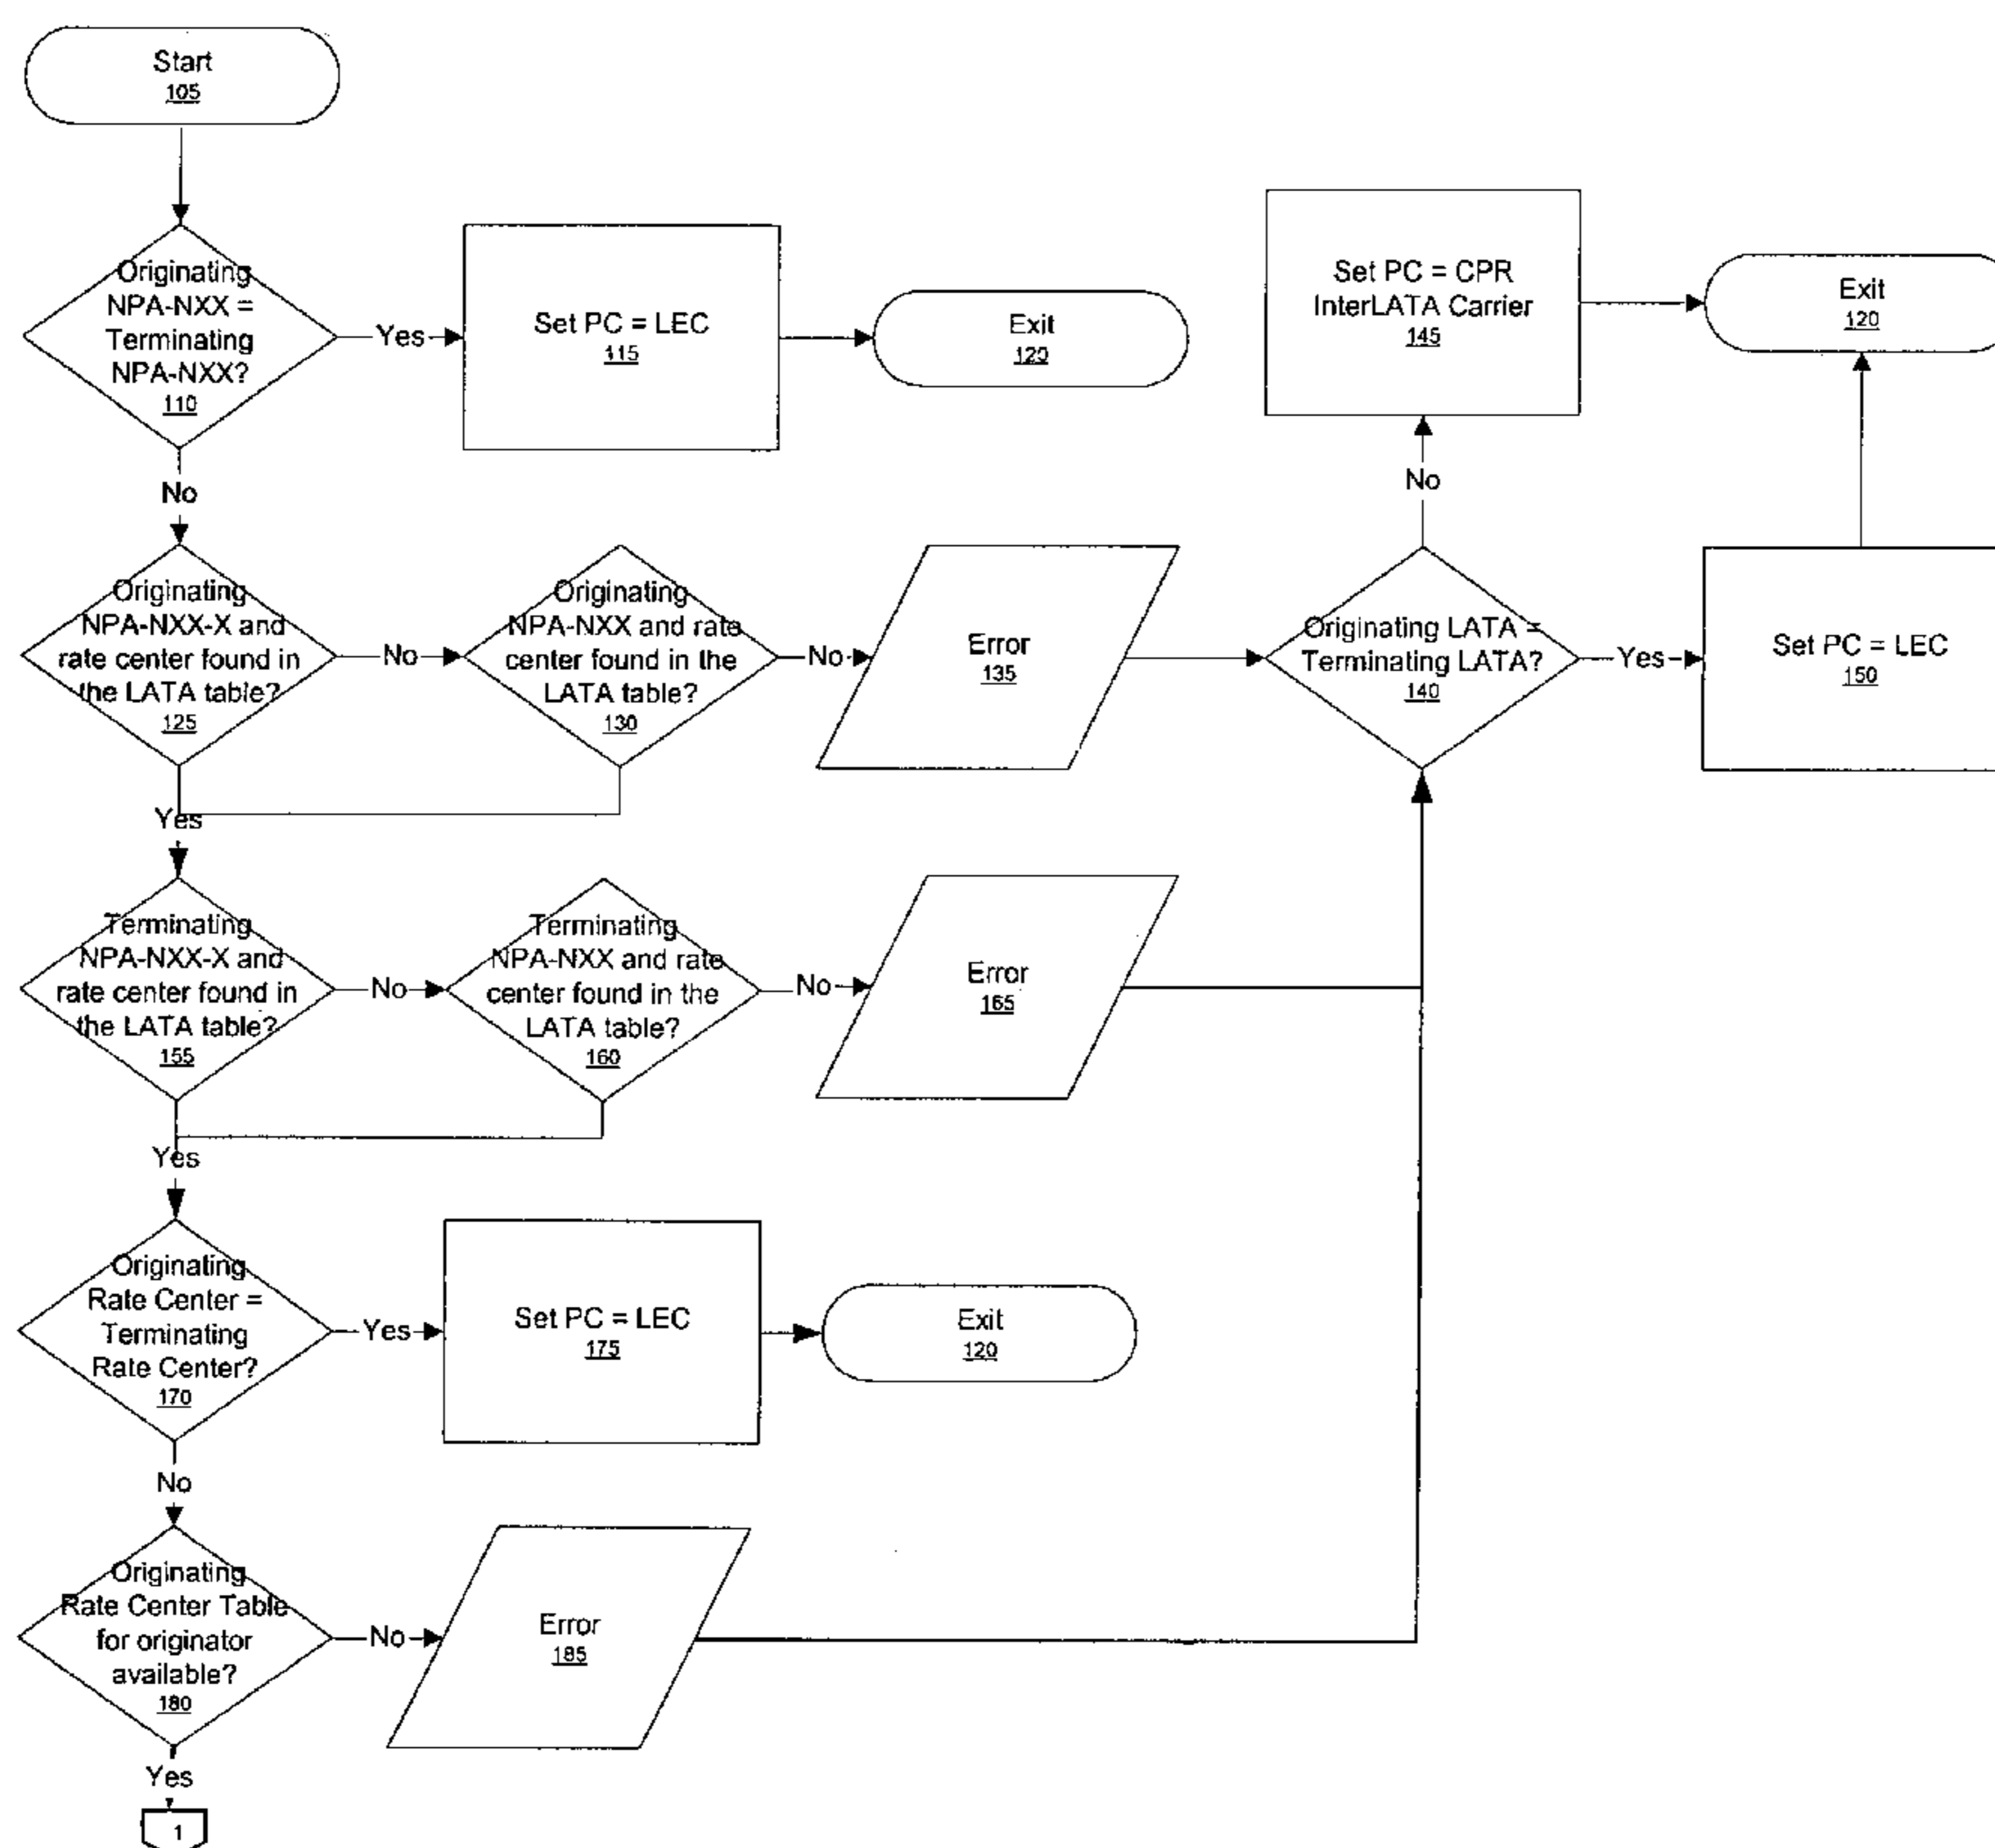 Start
105
Originating
NPA-NXX =
Terminating
NPA-NXX?
110
Yes
Set PC = LEC
115
Exit
120
Set PC = CPR
InterLATA Carrier
145
Exit
120
No
No
Originating
NPA-NXX-X and
rate center found in
the LATA table?
125
No
Originating
NPA-NXX and rate
center found in the
LATA table?
130
No
Error
135
Originating LATA =
Terminating LATA?
140
Yes
Set PC = LEC
150
Yes
Terminating
NPA-NXX-X and
rate center found in
the LATA table?
155
No
Terminating
NPA-NXX and rate
center found in the
LATA table?
160
No
Error
165
Yes
Originating
Rate Center =
Terminating
Rate Center?
170
Yes
Set PC = LEC
175
Exit
120
No
Originating
Rate Center Table
for originator
available?
180
No
Error
185
Yes
1